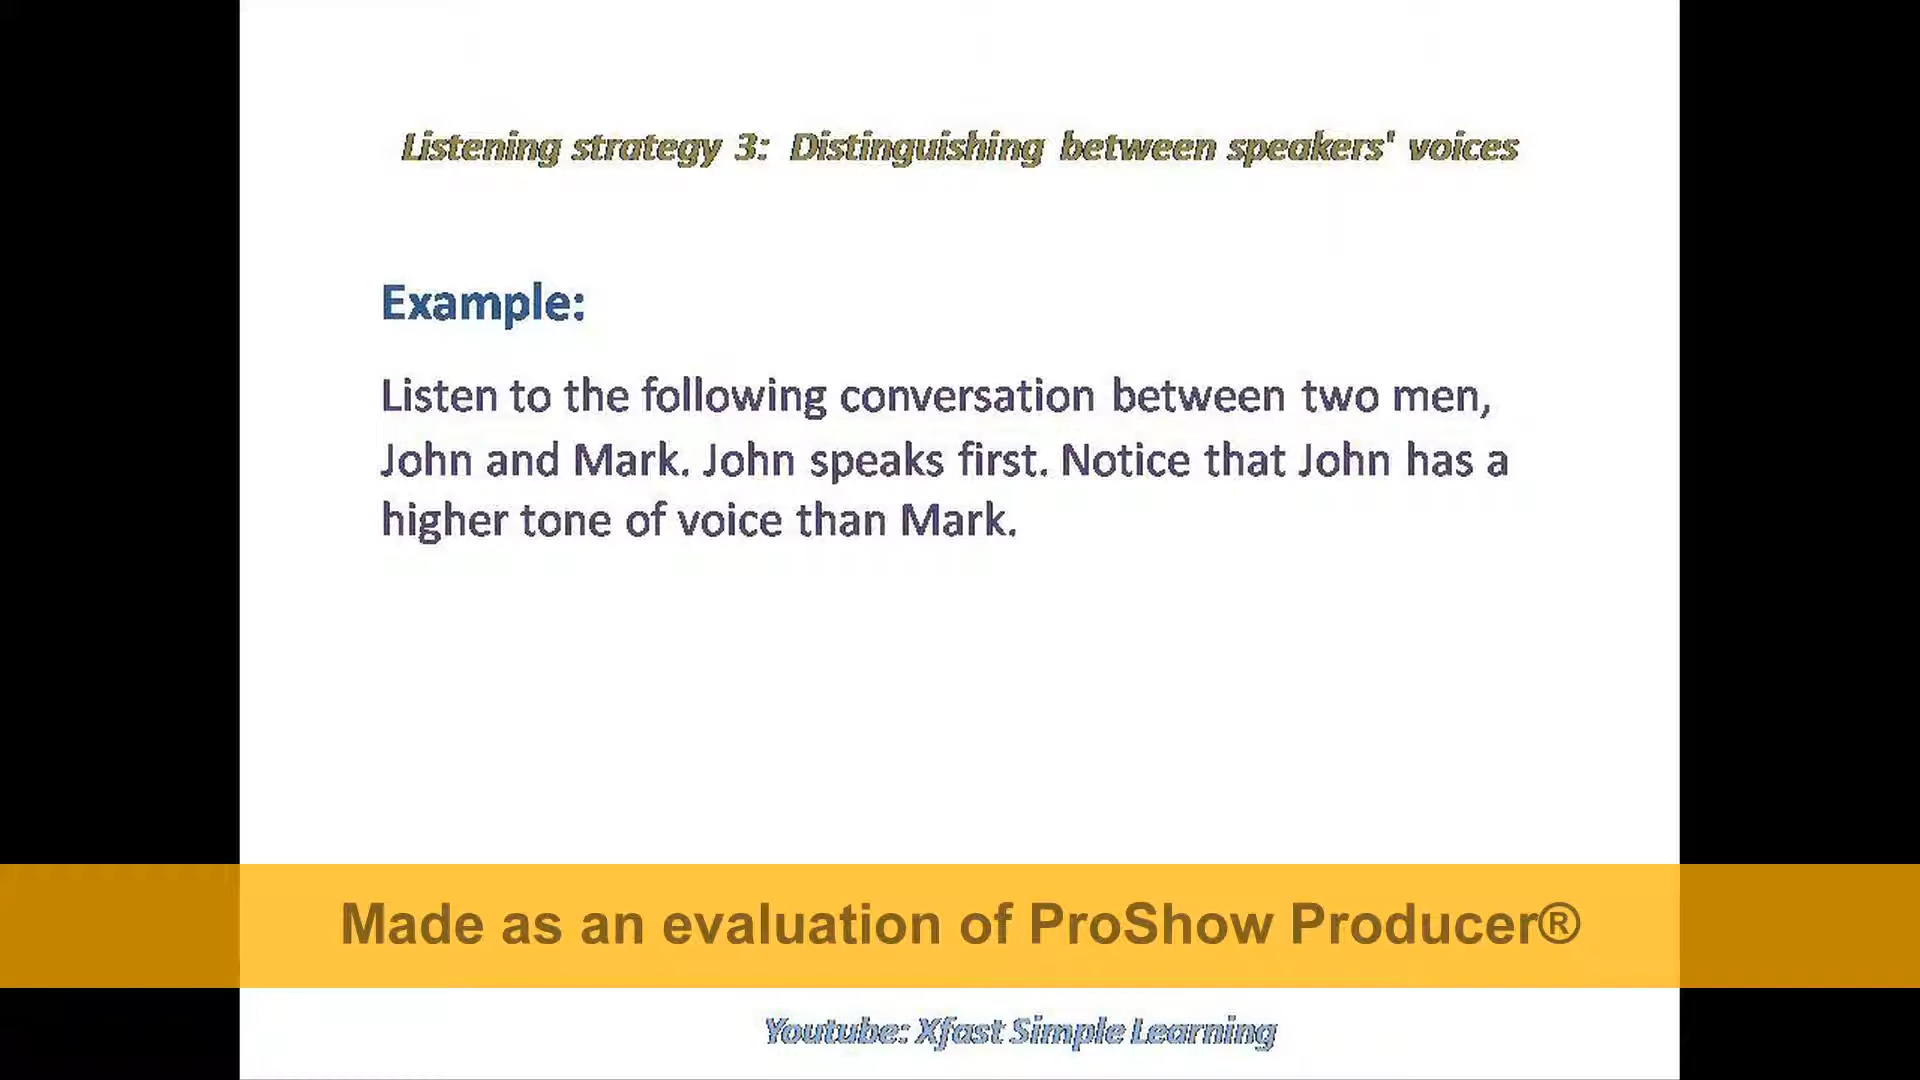 Listening strategy 3: Distinguishing between speakers' voices
Example:
Listen to the following conversation between two men,
John and Mark. John speaks first. Notice that John has a
higher tone of voice than Mark.
Made as an evaluation of ProShow Producer®
Youtube: Xfast Simple Learning